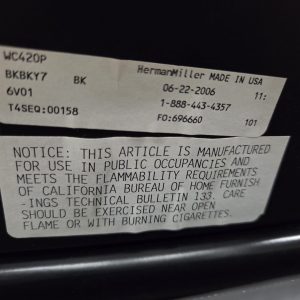 WC420P
BKBKY7 BK HermanMiller MADE IN USA
6V01 06-22-2006 11:
T4SEQ:00158 1-888-443-4357
FO:696660 101
NOTICE: THIS ARTICLE IS MANUFACTURED
FOR USE IN PUBLIC OCCUPANCIES AND
MEETS THE FLAMMABILITY REQUIREMENTS
OF CALIFORNIA BUREAU OF HOME FURNISH
-INGS TECHNICAL BULLETIN 133. CARE
SHOULD BE EXERCISED NEAR OPEN
FLAME OR WITH BURNING CIGARETTES.